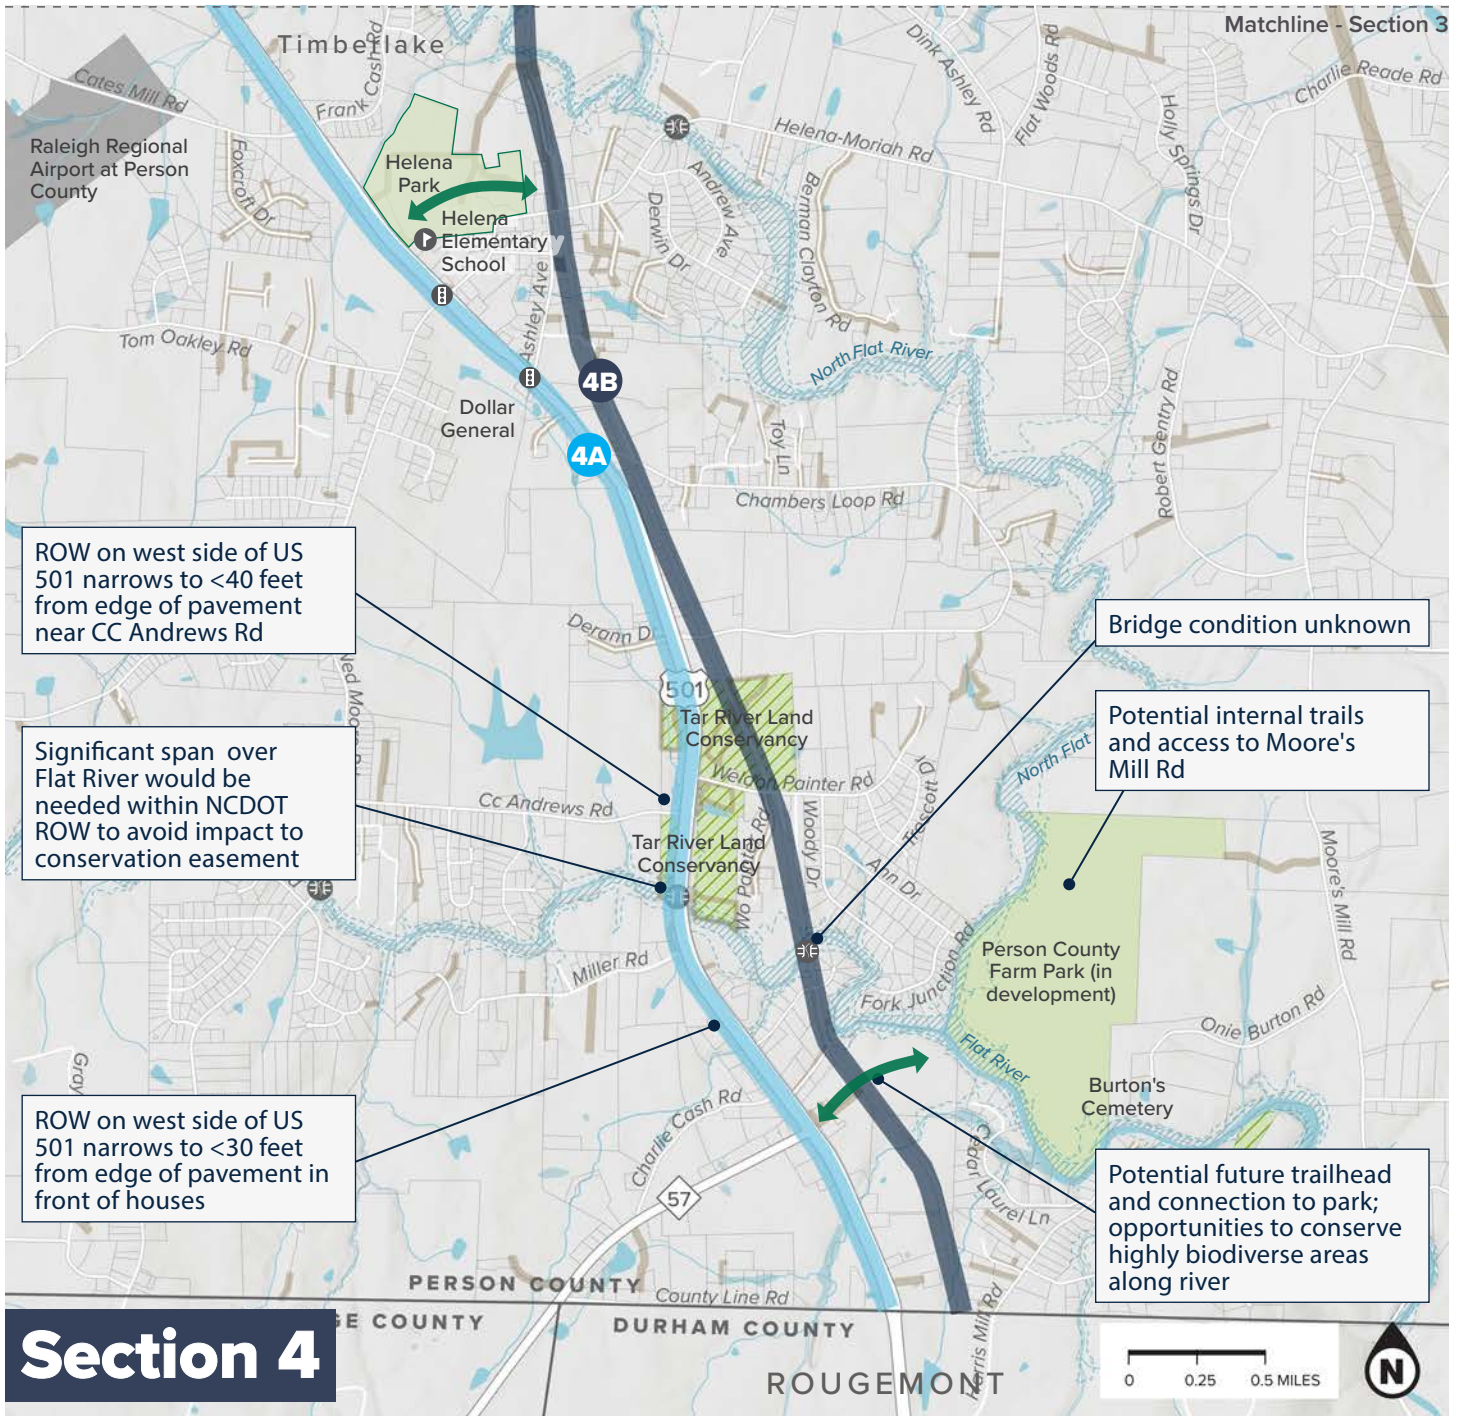 Matchline - Section 3
Timberlake
Cates Mill Rd
Frank Cash Rd
Dink Ashley Rd
Flat Woods Rd
Charlie Reade Rd
Holly Springs Dr
Helena-Moriah Rd
Raleigh Regional
Airport at Person
County
Foxcroft Dr
Helena
Park
Helena
Elementary
School
Andrew Ave
Derwin Dr
Berman Clayton Rd
Ashley Ave
Tom Oakley Rd
North Flat River
4B
Dollar
General
4A
Toy Ln
Chambers Loop Rd
Robert Gentry Rd
ROW on west side of US
501 narrows to <40 feet
from edge of pavement
near CC Andrews Rd
Derann D
Bridge condition unknown
501
Tar River Land
Conservancy
Potential internal trails
and access to Moore's
Mill Rd
North Flat
Significant span over
Flat River would be
needed within NCDOT
ROW to avoid impact to
conservation easement
Weldon Painter Rd
Cc Andrews Rd
Woody Dr
Trescott Dr
Tar River Land
Conservancy
Ann Dr
Moore's Mill Rd
Miller Rd
Fork Junction Rd
Person County
Farm Park (in
development)
Onie Burton Rd
Flat River
Gray
Burton's
Cemetery
ROW on west side of US
501 narrows to <30 feet
from edge of pavement in
front of houses
Charlie Cash Rd
57
Cedar Laurel Ln
Potential future trailhead
and connection to park;
opportunities to conserve
highly biodiverse areas
along river
PERSON COUNTY
County Line Rd
GE COUNTY
DURHAM COUNTY
Harris Mill Rd
Section 4
ROUGEMONT
0 0.25 0.5 MILES
N